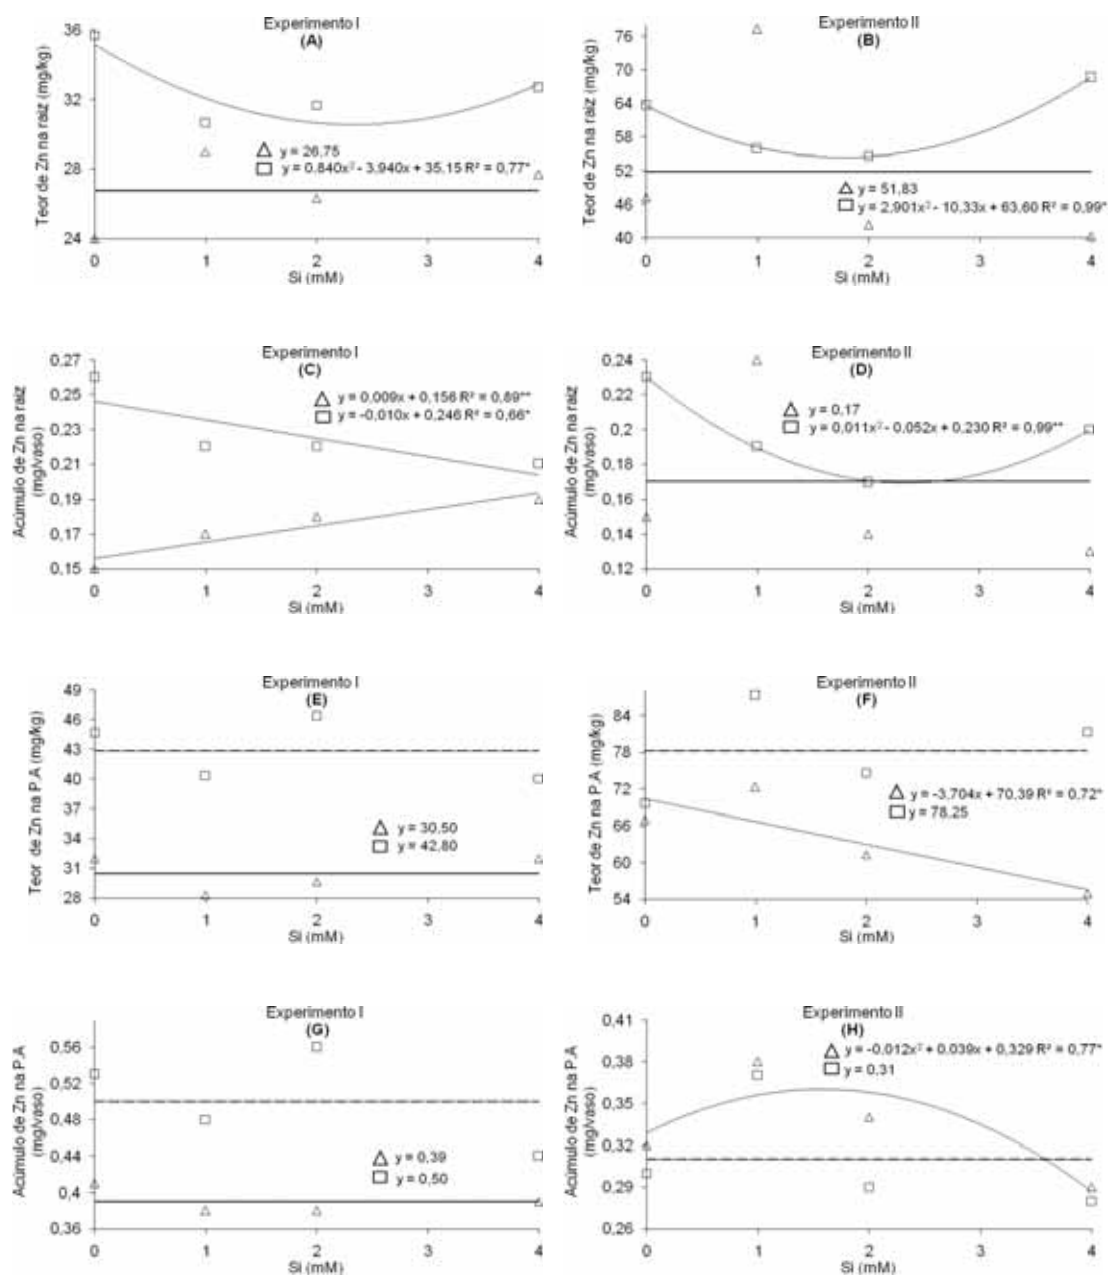 Experimento I
(A)
Teor de Zn na raiz (mg/kg)
36
32
28
24
△ y = 26,75
□ y = 0,840x² - 3,940x + 35,15 R² = 0,77*
0 1 2 3 4
Si (mM)
Experimento II
(B)
Teor de Zn na raiz (mg/kg)
76
70
64
58
52
46
40
△ y = 51,83
□ y = 2,901x² - 10,33x + 63,60 R² = 0,99*
0 1 2 3 4
Si (mM)
Experimento I
(C)
Acúmulo de Zn na raiz
(mg/vaso)
0,27
0,25
0,23
0,21
0,19
0,17
0,15
△ y = 0,009x + 0,156 R² = 0,89**
□ y = -0,010x + 0,246 R² = 0,66*
0 1 2 3 4
Si (mM)
Experimento II
(D)
Acúmulo de Zn na raiz
(mg/vaso)
0,24
0,22
0,2
0,18
0,16
0,14
0,12
△ y = 0,17
□ y = 0,011x² - 0,052x + 0,230 R² = 0,99**
0 1 2 3 4
Si (mM)
Experimento I
(E)
Teor de Zn na P.A (mg/kg)
49
46
43
40
37
34
31
28
△ y = 30,50
□ y = 42,80
0 1 2 3 4
Si (mM)
Experimento II
(F)
Teor de Zn na P.A (mg/kg)
84
78
72
66
60
54
△ y = -3,704x + 70,39 R² = 0,72*
□ y = 78,25
0 1 2 3 4
Si (mM)
Experimento I
(G)
Acúmulo de Zn na P.A
(mg/vaso)
0,56
0,52
0,48
0,44
0,4
0,36
△ y = 0,39
□ y = 0,50
0 1 2 3 4
Si (mM)
Experimento II
(H)
Acúmulo de Zn na P.A
(mg/vaso)
0,41
0,38
0,35
0,32
0,29
0,26
△ y = -0,012x² + 0,039x + 0,329 R² = 0,77*
□ y = 0,31
0 1 2 3 4
Si (mM)